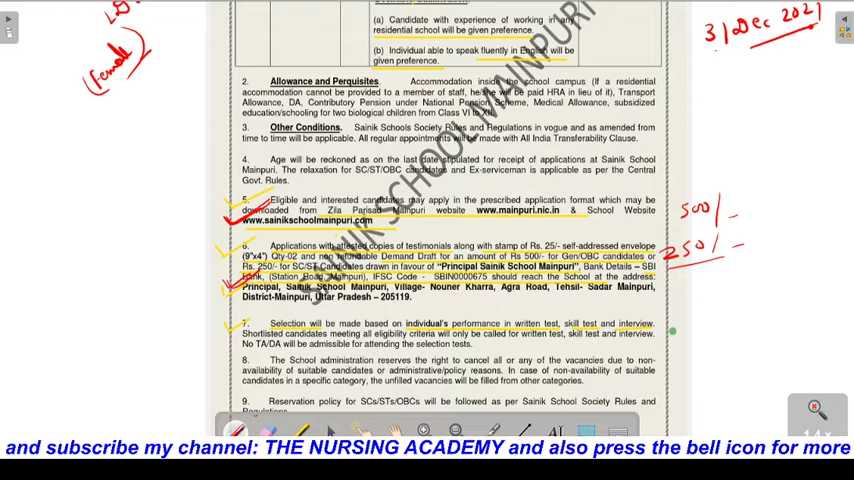 31 Dec 2021
(Female)
(a) Candidate with experience of working in any
residential school will be given preference.
(b) Individual able to speak fluently in English will be
given preference.
2. Allowance and Perquisites. Accommodation inside the school campus (If a residential
accommodation cannot be provided to a member of staff, he/she will be paid HRA in lieu of it), Transport
Allowance, DA, Contributory Pension under National Pension Scheme, Medical Allowance, subsidized
education/schooling for two biological children from Class VI to XII.
3. Other Conditions. Sainik Schools Society Rules and Regulations in vogue and as amended from
time to time will be applicable. All regular appointments will be made with All India Transferability Clause.
4. Age will be reckoned as on the last date stipulated for receipt of applications at Sainik School
Mainpuri. The relaxation for SC/ST/OBC candidates and Ex-serviceman is applicable as per the Central
Govt. Rules.
5. Eligible and interested candidates may apply in the prescribed application format which may be
downloaded from Zila Parisad Mainpuri website www.mainpuri.nic.in & School Website
www.sainikschoolmainpuri.com
500/-
6. Applications with attested copies of testimonials along with stamp of Rs. 25/- self-addressed envelope
(9"x4") Qty-02 and non refundable Demand Draft for an amount of Rs 500/- for Gen/OBC candidates or
250/-
Rs. 250/- for SC/ST Candidates drawn in favour of "Principal Sainik School Mainpuri", Bank Details – SBI
Bank, (Station Road, Mainpuri), IFSC Code - SBIN0000675 should reach the School at the address:
Principal, Sainik School Mainpuri, Village- Nouner Kharra, Agra Road, Tehsil- Sadar Mainpuri,
District-Mainpuri, Uttar Pradesh – 205119.
7. Selection will be made based on individual's performance in written test, skill test and interview.
Shortlisted candidates meeting all eligibility criteria will only be called for written test, skill test and interview.
No TA/DA will be admissible for attending the selection tests.
8. The School administration reserves the right to cancel all or any of the vacancies due to non-
availability of suitable candidates or administrative/policy reasons. In case of non-availability of suitable
candidates in a specific category, the unfilled vacancies will be filled from other categories.
9. Reservation policy for SCs/STs/OBCs will be followed as per Sainik School Society Rules and
Regulations.
SAINIK SCHOOL MAINPURI
and subscribe my channel: THE NURSING ACADEMY and also press the bell icon for more